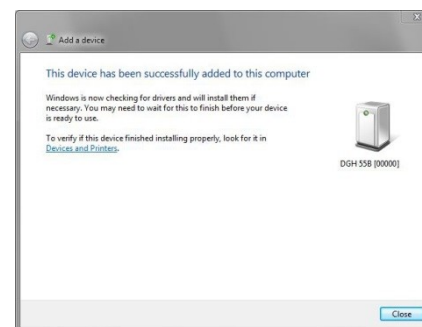 Add a device
This device has been successfully added to this computer
Windows is now checking for drivers and will install them if
necessary. You may need to wait for this to finish before your device
is ready to use.
To verify if this device finished installing properly, look for it in
Devices and Printers.
DGH 55B [00000]
Close